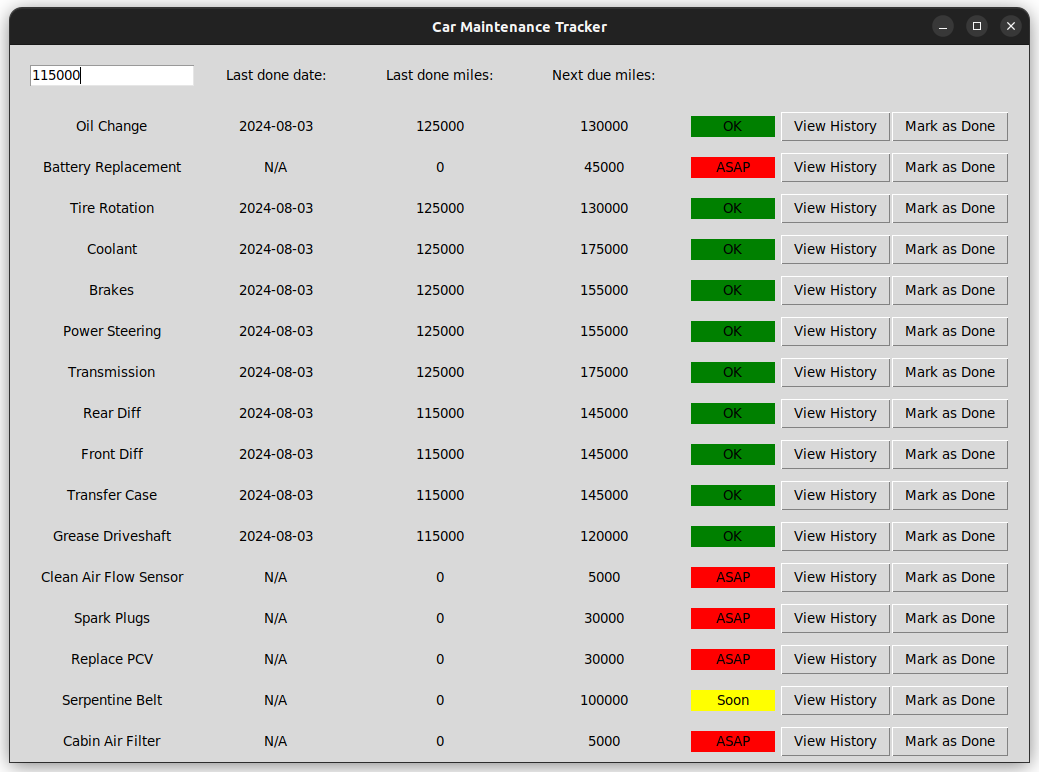 Car Maintenance Tracker
115000 Last done date: Last done miles: Next due miles:
Oil Change 2024-08-03 125000 130000 OK View History Mark as Done
Battery Replacement N/A 0 45000 ASAP View History Mark as Done
Tire Rotation 2024-08-03 125000 130000 OK View History Mark as Done
Coolant 2024-08-03 125000 175000 OK View History Mark as Done
Brakes 2024-08-03 125000 155000 OK View History Mark as Done
Power Steering 2024-08-03 125000 155000 OK View History Mark as Done
Transmission 2024-08-03 125000 175000 OK View History Mark as Done
Rear Diff 2024-08-03 115000 145000 OK View History Mark as Done
Front Diff 2024-08-03 115000 145000 OK View History Mark as Done
Transfer Case 2024-08-03 115000 145000 OK View History Mark as Done
Grease Driveshaft 2024-08-03 115000 120000 OK View History Mark as Done
Clean Air Flow Sensor N/A 0 5000 ASAP View History Mark as Done
Spark Plugs N/A 0 30000 ASAP View History Mark as Done
Replace PCV N/A 0 30000 ASAP View History Mark as Done
Serpentine Belt N/A 0 100000 Soon View History Mark as Done
Cabin Air Filter N/A 0 5000 ASAP View History Mark as Done